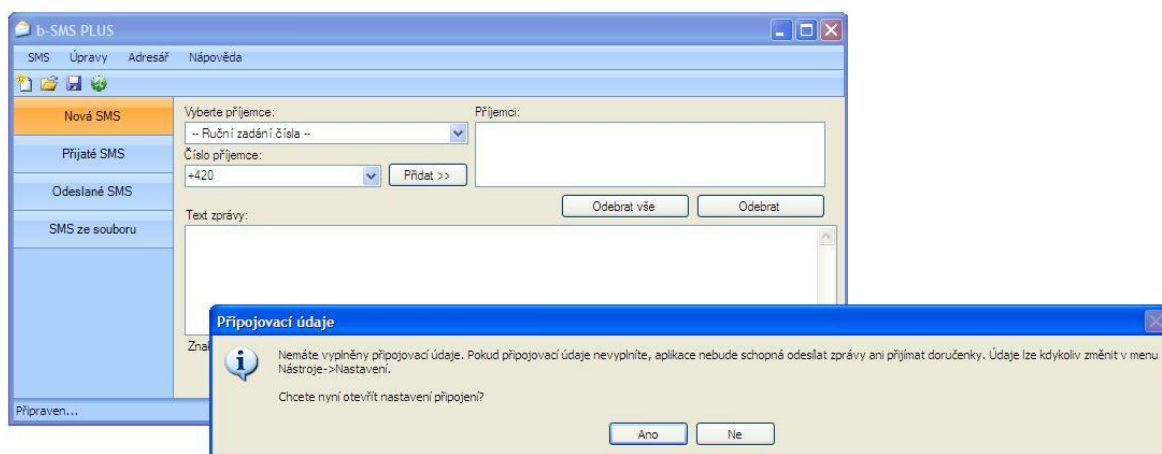 b-SMS PLUS
SMS Úpravy Adresář Nápověda
Nová SMS
Přijaté SMS
Odeslané SMS
SMS ze souboru
Vyberte příjemce:
-- Ruční zadání čísla --
Číslo příjemce:
+420
Přidat >>
Příjemci:
Odebrat vše Odebrat
Text zprávy:
Připraven...
Připojovací údaje
Nemáte vyplněny připojovací údaje. Pokud připojovací údaje nevyplníte, aplikace nebude schopná odesílat zprávy ani přijímat doručenky. Údaje lze kdykoliv změnit v menu
Nástroje->Nastavení.
Chcete nyní otevřít nastavení připojení?
Ano Ne